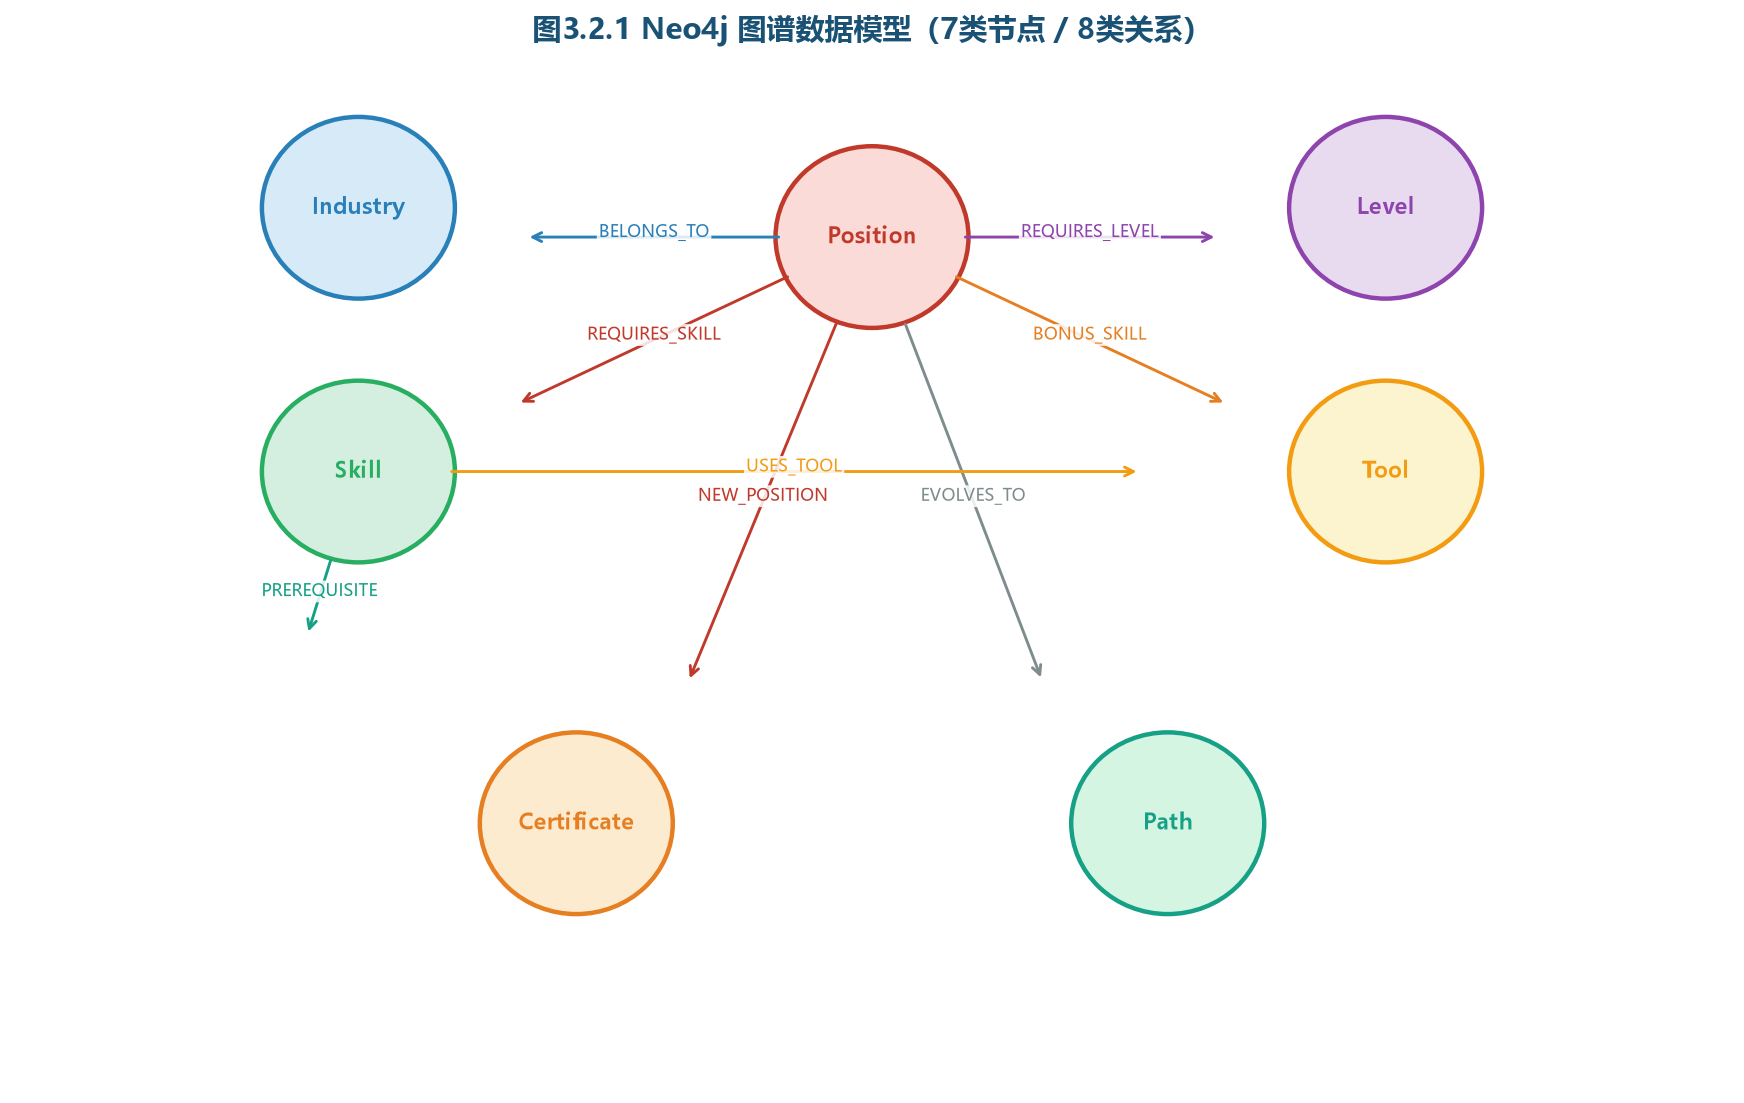 图3.2.1 Neo4j 图谱数据模型（7类节点 / 8类关系）
Industry
Position
Level
BELONGS_TO
REQUIRES_LEVEL
REQUIRES_SKILL
BONUS_SKILL
Skill
USES_TOOL
Tool
NEW_POSITION
EVOLVES_TO
PREREQUISITE
Certificate
Path